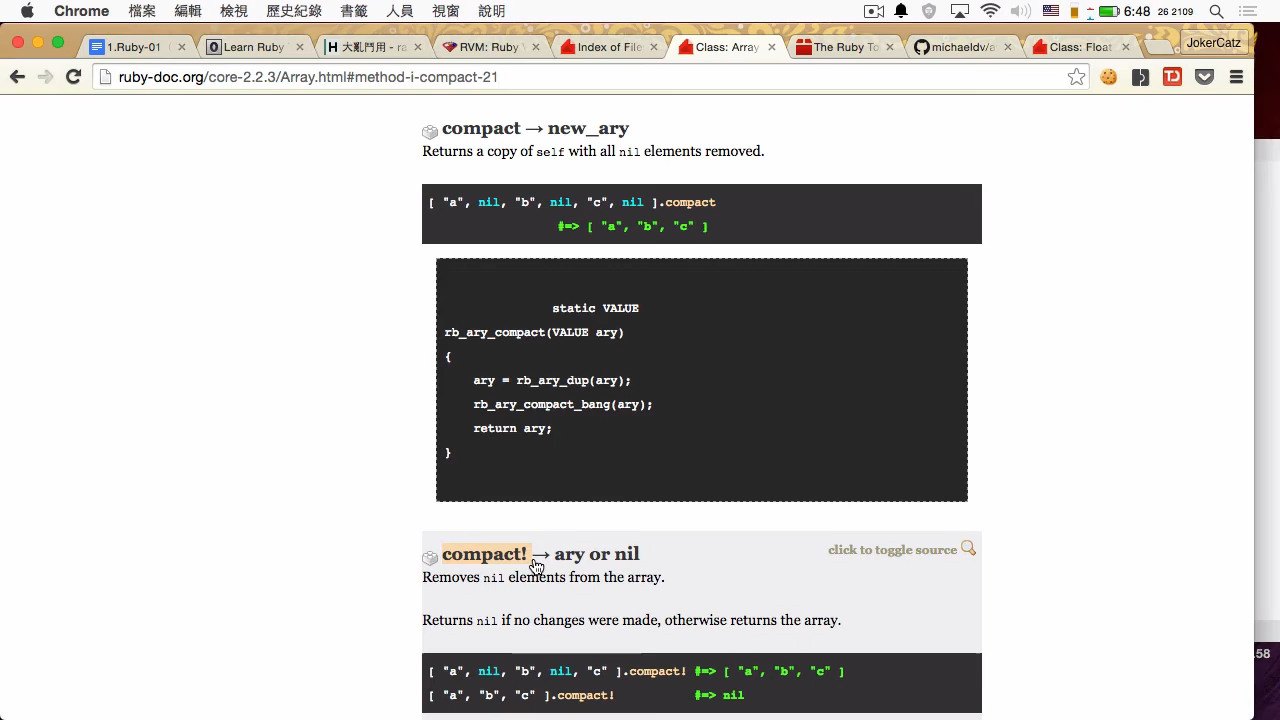 Chrome 檔案 編輯 檢視 歷史紀錄 書籤 人員 視窗 說明 6:48 26 2109
1.Ruby-01 Learn Ruby 大亂鬥用 - ra RVM: Ruby V Index of File Class: Array The Ruby To michaeldv/a Class: Float JokerCatz
ruby-doc.org/core-2.2.3/Array.html#method-i-compact-21
compact → new_ary
Returns a copy of self with all nil elements removed.
[ "a", nil, "b", nil, "c", nil ].compact
#=> [ "a", "b", "c" ]
static VALUE
rb_ary_compact(VALUE ary)
{
ary = rb_ary_dup(ary);
rb_ary_compact_bang(ary);
return ary;
}
compact! → ary or nil
click to toggle source
Removes nil elements from the array.
Returns nil if no changes were made, otherwise returns the array.
[ "a", nil, "b", nil, "c" ].compact! #=> [ "a", "b", "c" ]
[ "a", "b", "c" ].compact! #=> nil
.58